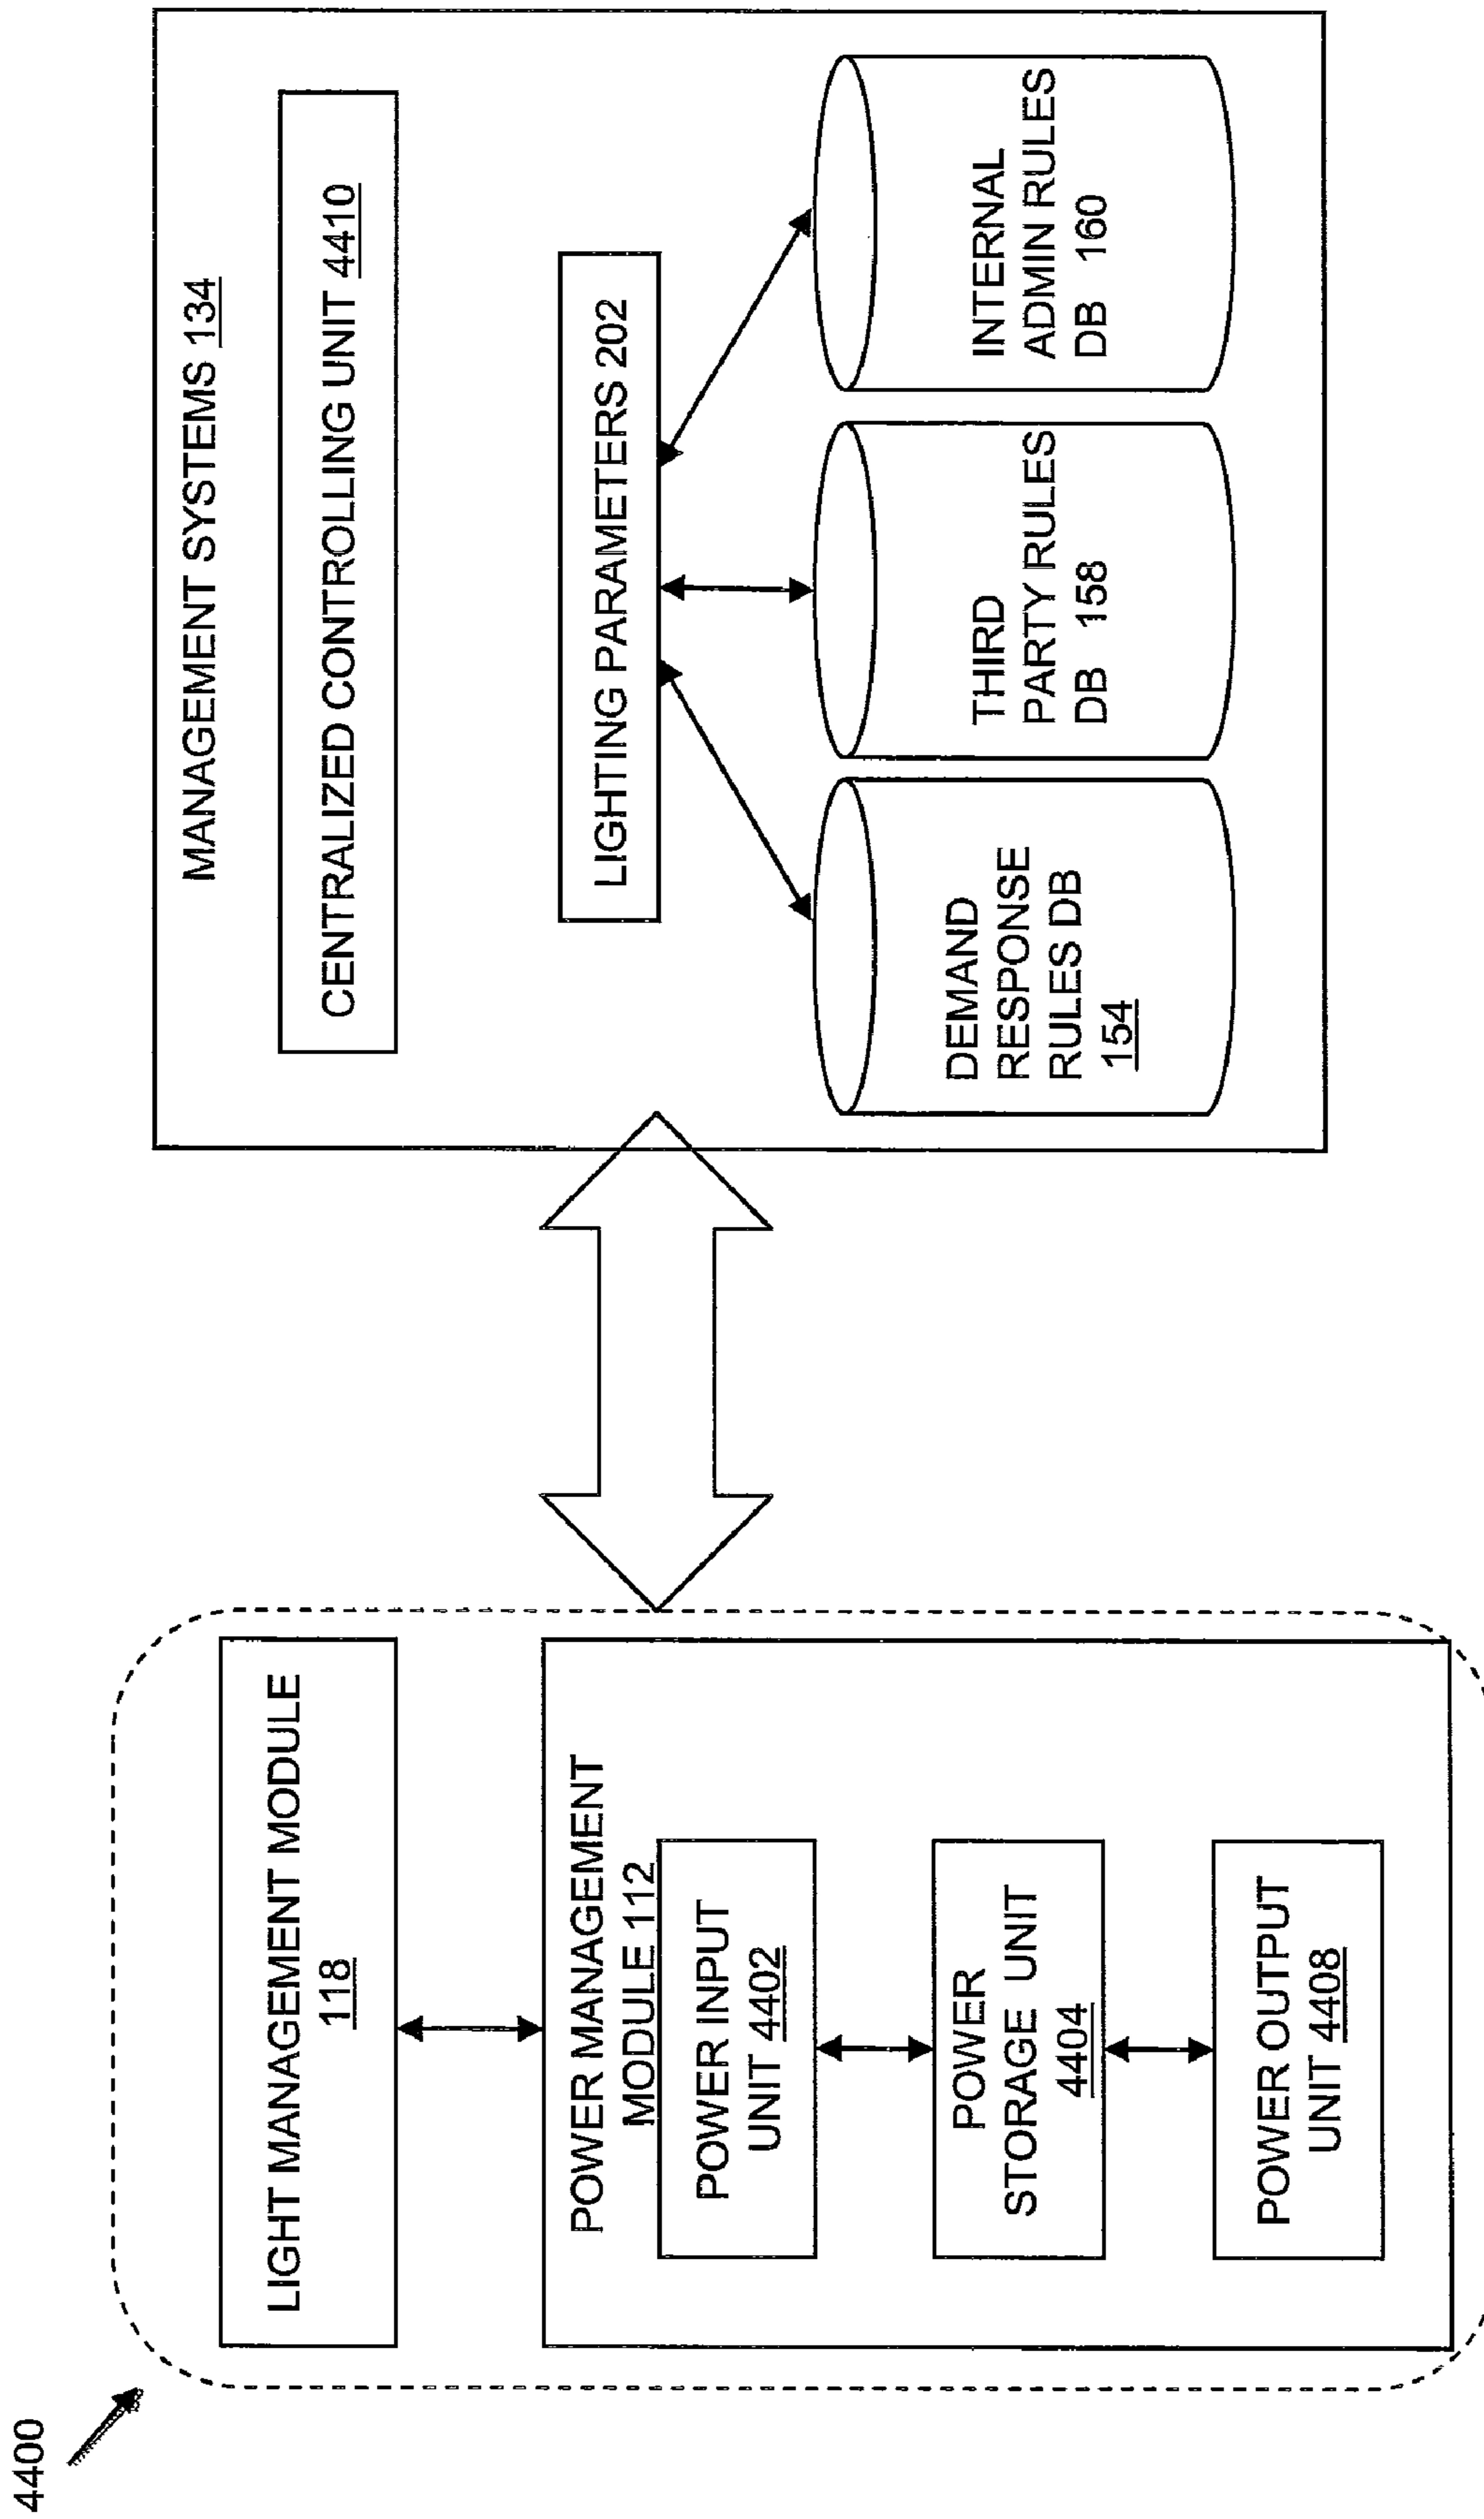 4400
LIGHT MANAGEMENT MODULE
118
POWER MANAGEMENT
MODULE 112
POWER INPUT
UNIT 4402
POWER
STORAGE UNIT
4404
POWER OUTPUT
UNIT 4408
MANAGEMENT SYSTEMS 134
CENTRALIZED CONTROLLING UNIT 4410
LIGHTING PARAMETERS 202
DEMAND
RESPONSE
RULES DB
154
THIRD
PARTY RULES
DB 158
INTERNAL
ADMIN RULES
DB 160